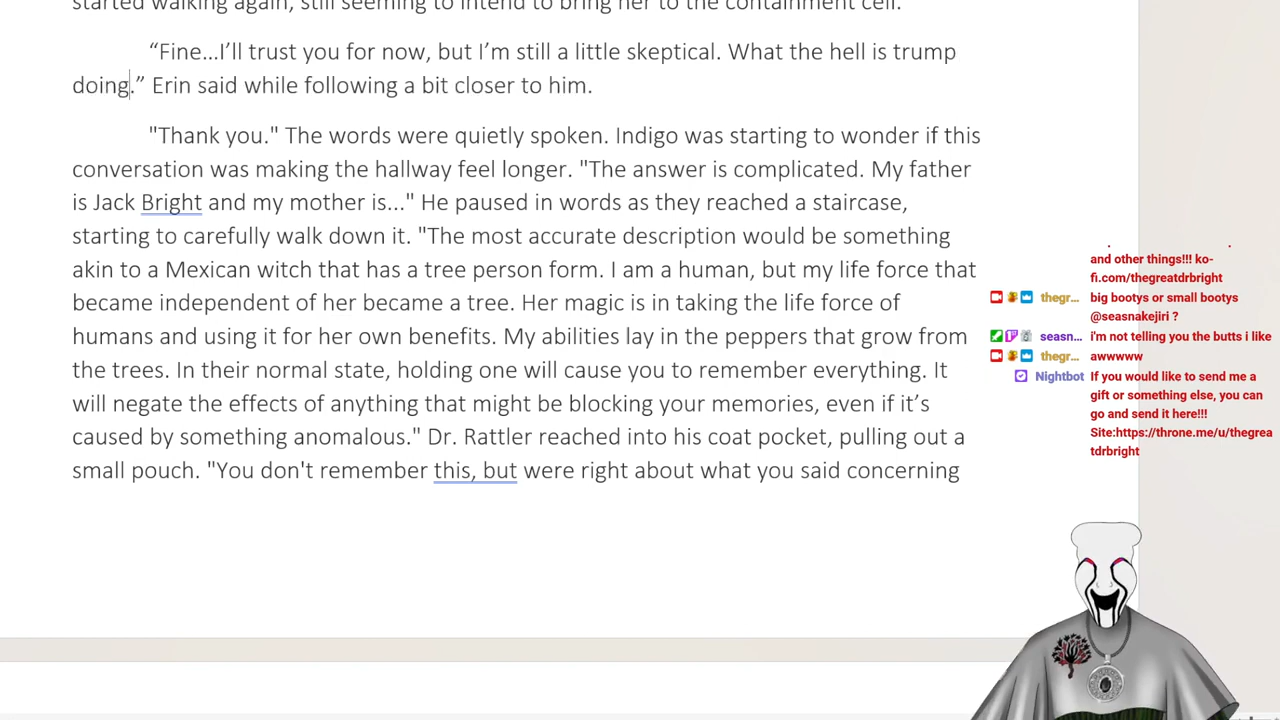 started walking again, still seeming to intend to bring her to the containment cell.
“Fine...I’ll trust you for now, but I’m still a little skeptical. What the hell is trump
doing.” Erin said while following a bit closer to him.
"Thank you." The words were quietly spoken. Indigo was starting to wonder if this
conversation was making the hallway feel longer. "The answer is complicated. My father
is Jack Bright and my mother is..." He paused in words as they reached a staircase,
starting to carefully walk down it. "The most accurate description would be something
akin to a Mexican witch that has a tree person form. I am a human, but my life force that
became independent of her became a tree. Her magic is in taking the life force of
humans and using it for her own benefits. My abilities lay in the peppers that grow from
the trees. In their normal state, holding one will cause you to remember everything. It
will negate the effects of anything that might be blocking your memories, even if it’s
caused by something anomalous." Dr. Rattler reached into his coat pocket, pulling out a
small pouch. "You don't remember this, but were right about what you said concerning
and other things!!! ko-
fi.com/thegreatdrbright
thegr... big bootys or small bootys
@seasnakejiri ?
seasn... i'm not telling you the butts i like
thegr... awwwww
Nightbot If you would like to send me a
gift or something else, you can
go and send it here!!!
Site:https://throne.me/u/thegrea
tdrbright